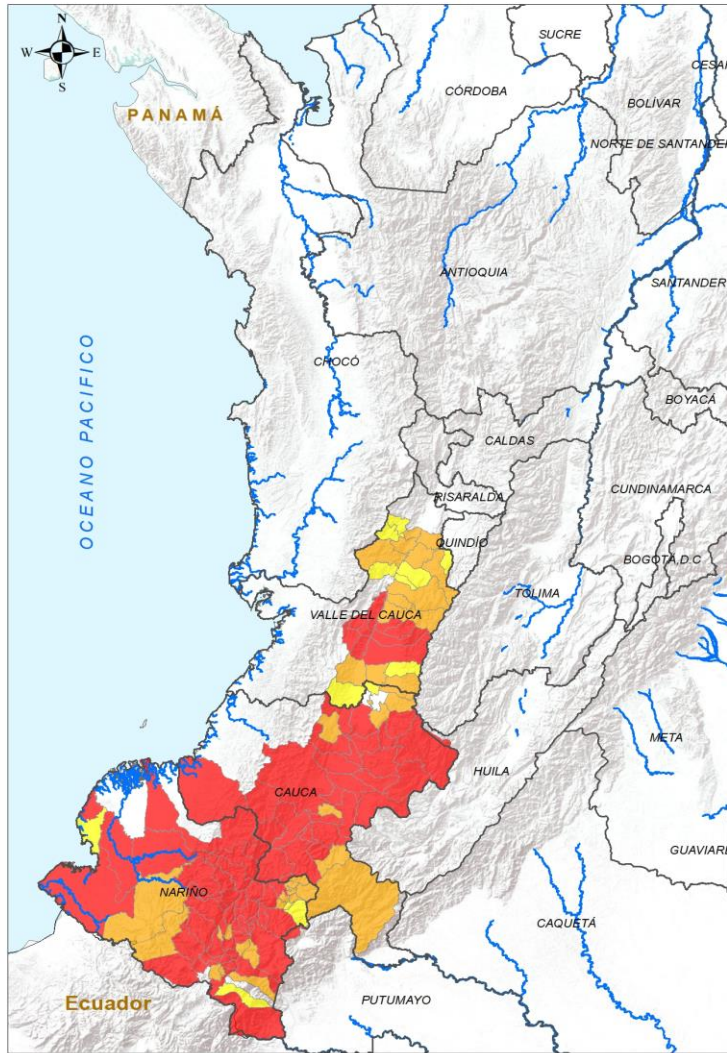 N
W E
S
SUCRE
CESAR
CÓRDOBA
BOLÍVAR
PANAMÁ
NORTE DE SANTANDER
ANTIOQUIA
SANTANDER
OCEANO PACIFICO
CHOCÓ
BOYACÁ
CALDAS
CUNDINAMARCA
RISARALDA
QUINDÍO
BOGOTÁ, D.C
TOLIMA
VALLE DEL CAUCA
META
HUILA
CAUCA
GUAVIARE
NARIÑO
CAQUETÁ
Ecuador
PUTUMAYO